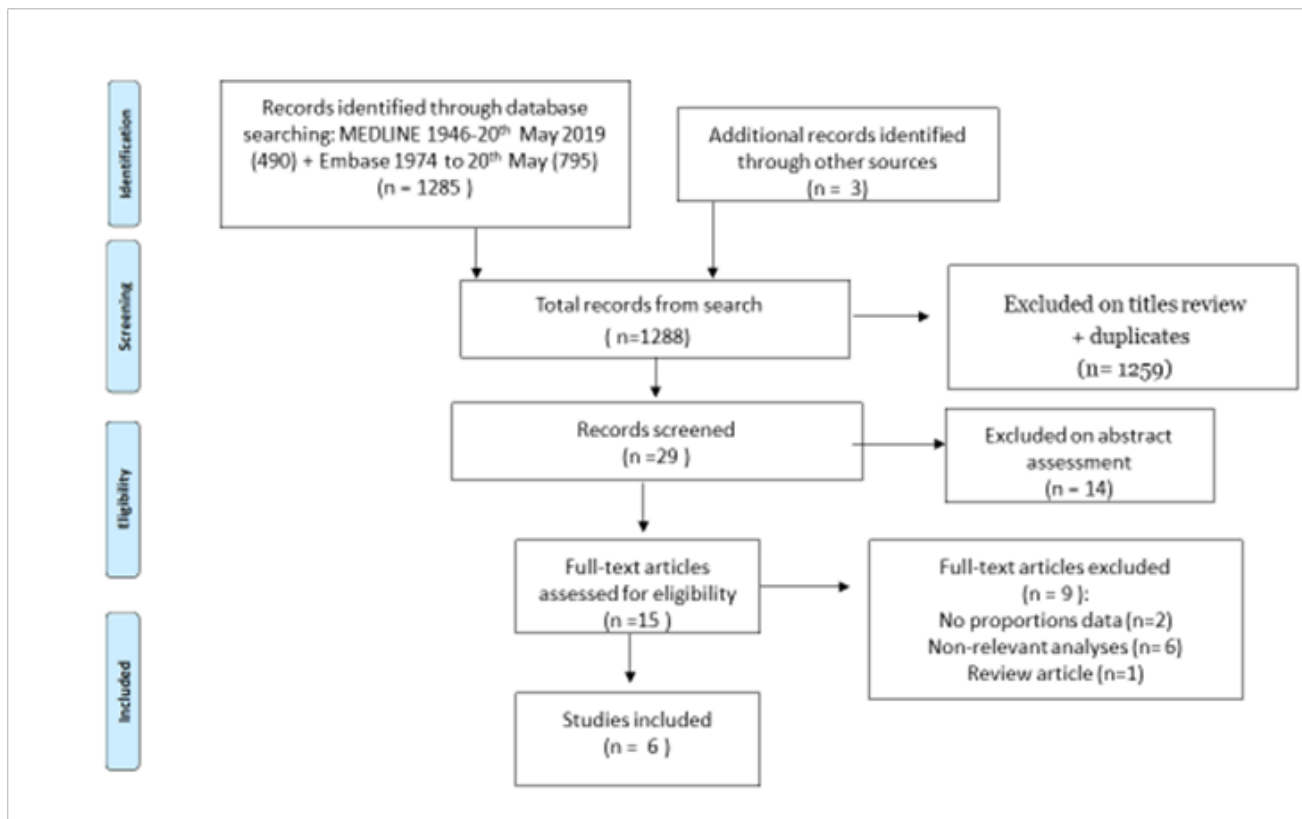 Identification
Records identified through database
searching: MEDLINE 1946-20th May 2019
(490) + Embase 1974 to 20th May (795)
(n = 1285 )
Additional records identified
through other sources
(n = 3)
Screening
Total records from search
( n=1288)
Excluded on titles review
+ duplicates
(n= 1259)
Eligibility
Records screened
(n =29 )
Excluded on abstract
assessment
(n = 14)
Full-text articles
assessed for eligibility
(n =15 )
Full-text articles excluded
(n = 9 ):
No proportions data (n=2)
Non-relevant analyses (n= 6)
Review article (n=1)
Included
Studies included
(n = 6 )